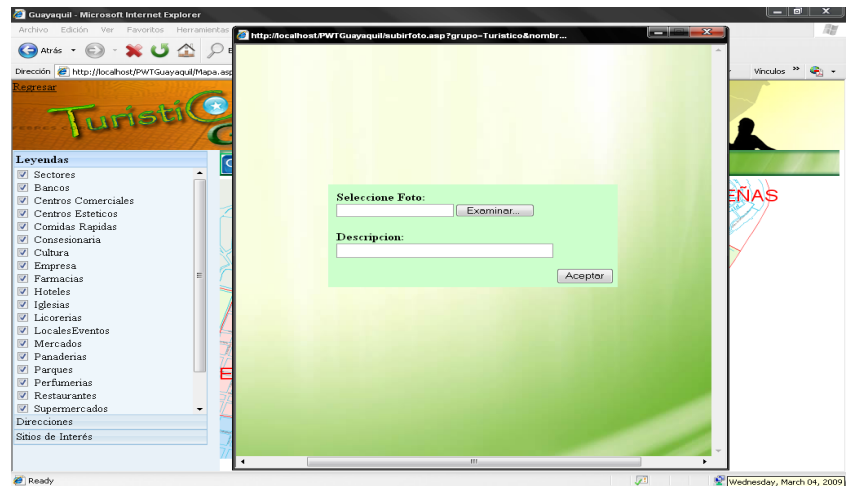 Guayaquil - Microsoft Internet Explorer
Archivo Edición Ver Favoritos Herramientas
Atrás
Dirección http://localhost/PWTGuayaquil/Mapa.asp
Vínculos »
http://localhost/PWTGuayaquil/subirfoto.asp?grupo=Turistico&nombr...
Regresar
Turistic
Leyendas
Sectores
Bancos
Centros Comerciales
Centros Esteticos
Comidas Rapidas
Consesionaria
Cultura
Empresa
Farmacias
Hoteles
Iglesias
Licorerias
LocalesEventos
Mercados
Panaderias
Parques
Perfumerias
Restaurantes
Supermercados
Direcciones
Sitios de Interés
Seleccione Foto:
Examinar...
Descripcion:
Aceptar
EÑAS
Ready
Wednesday, March 04, 2009